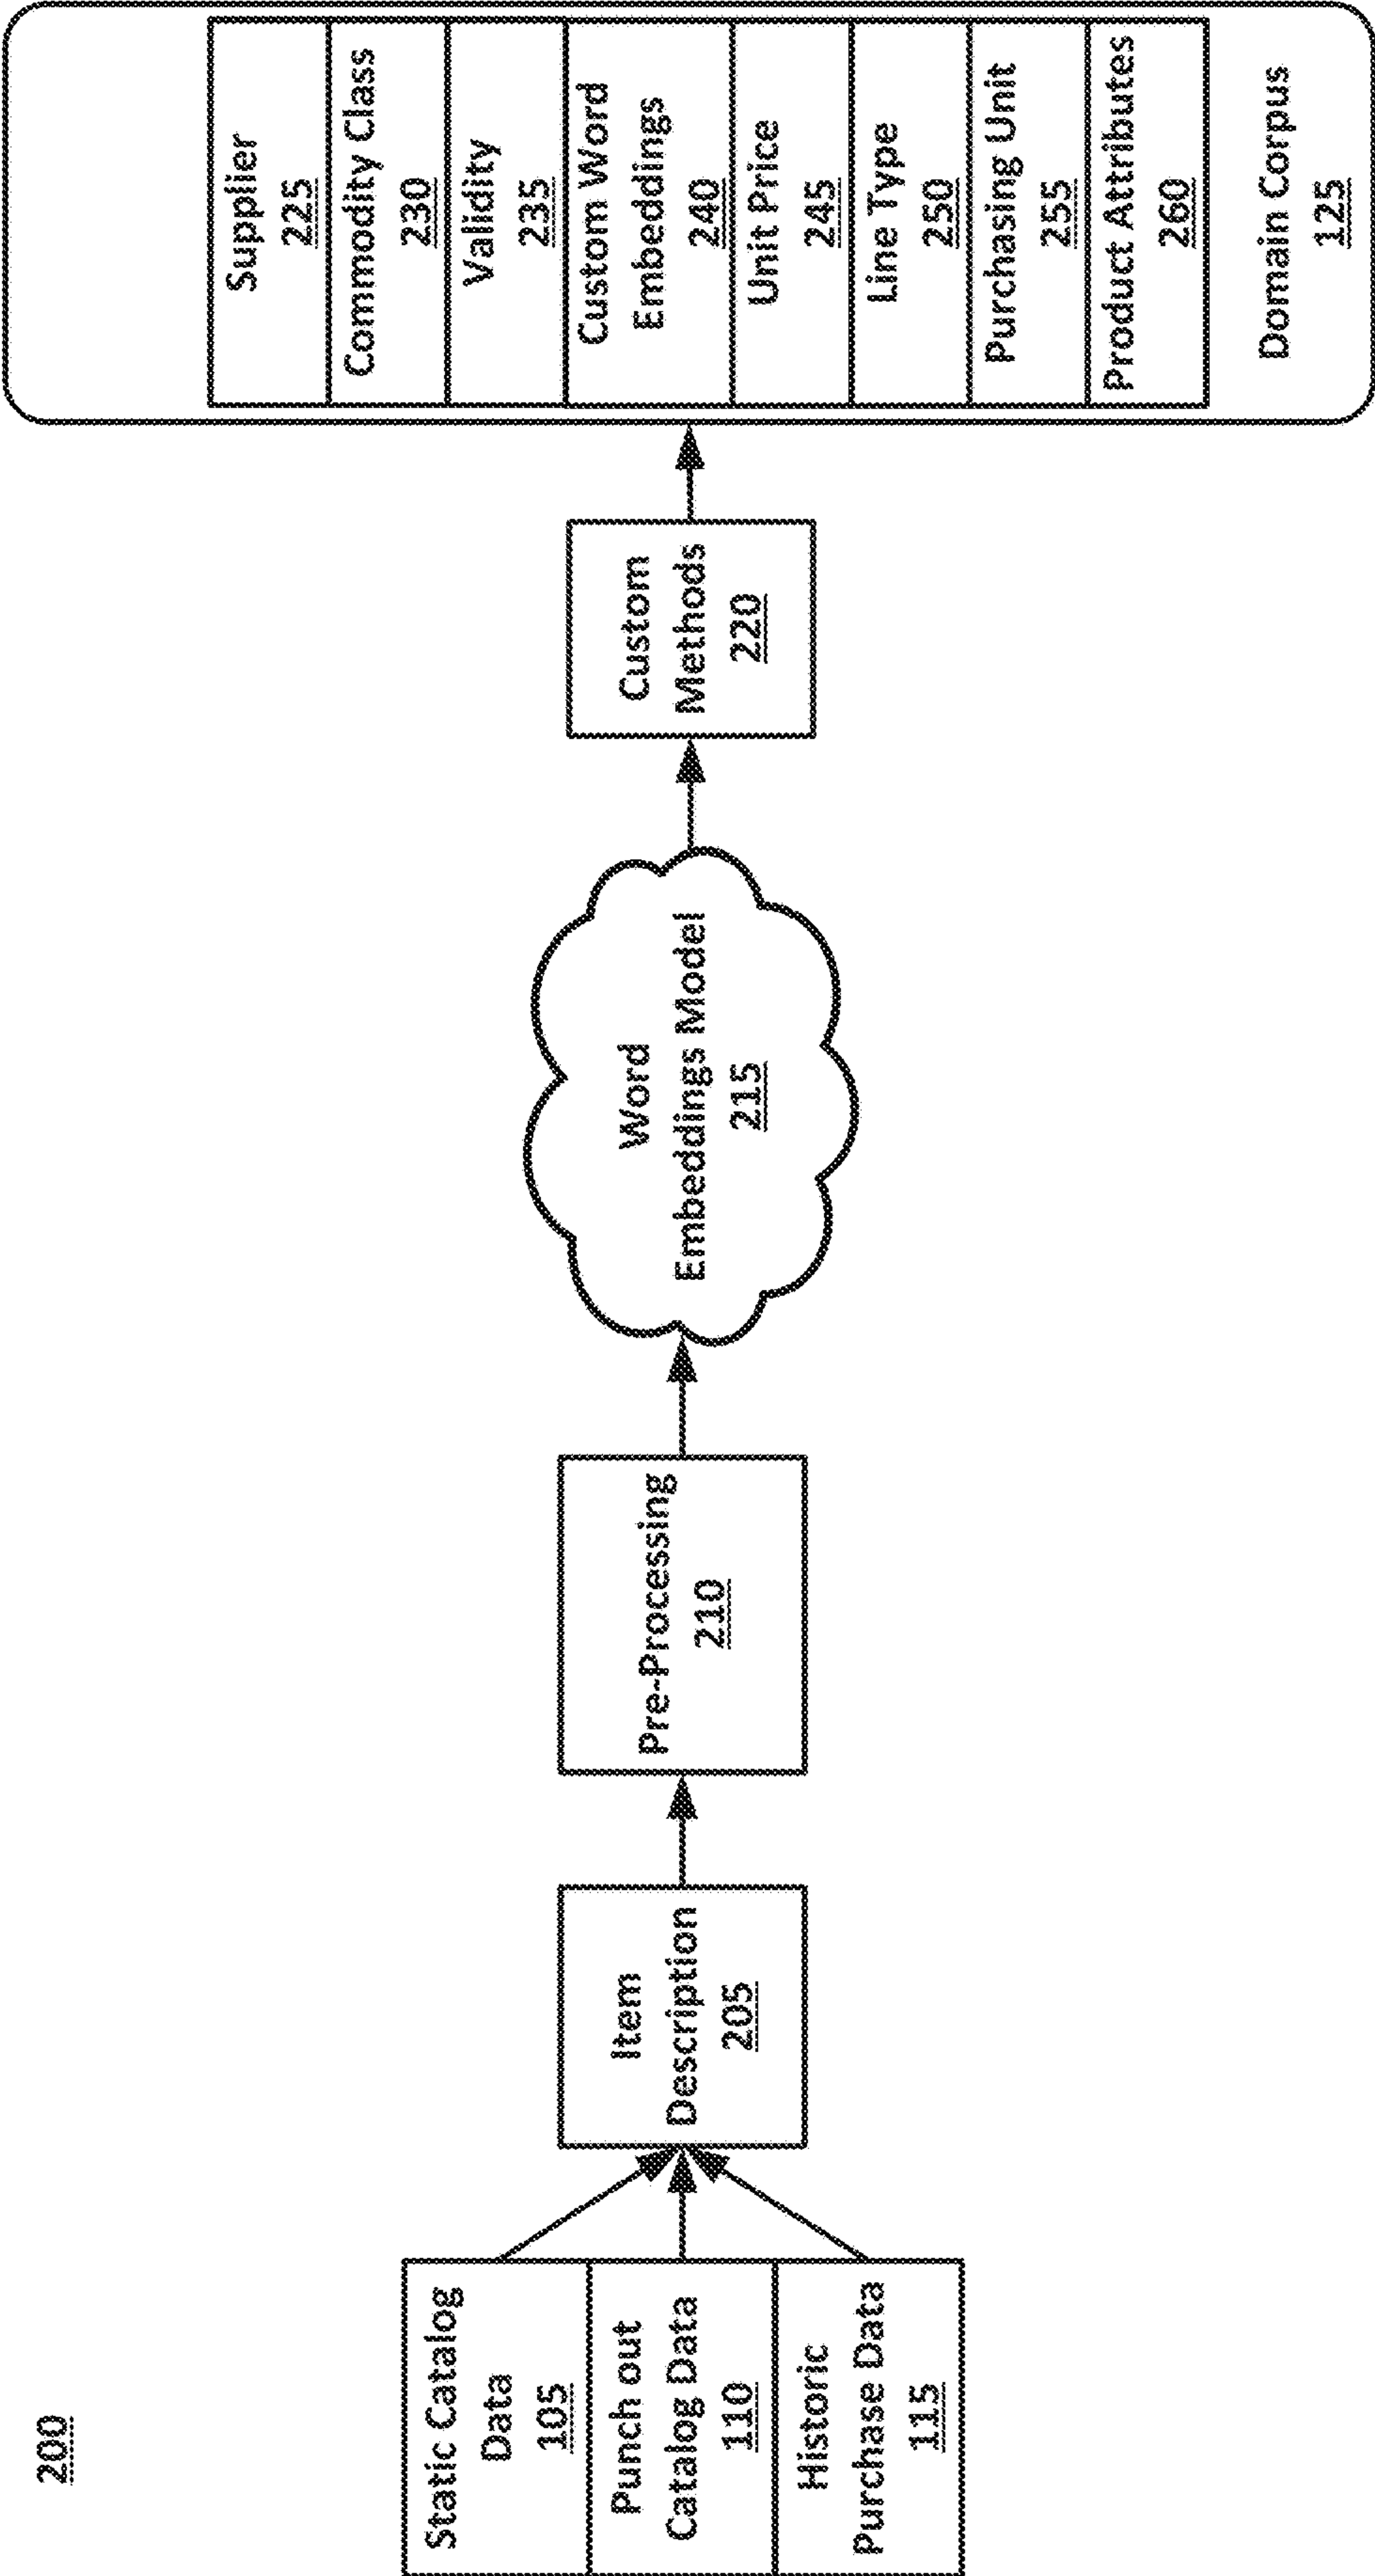 200
Static Catalog
Data
105
Punch out
Catalog Data
110
Historic
Purchase Data
115
Item
Description
205
Pre-Processing
210
Word
Embeddings Model
215
Custom
Methods
220
Supplier
225
Commodity Class
230
Validity
235
Custom Word
Embeddings
240
Unit Price
245
Line Type
250
Purchasing Unit
255
Product Attributes
260
Domain Corpus
125